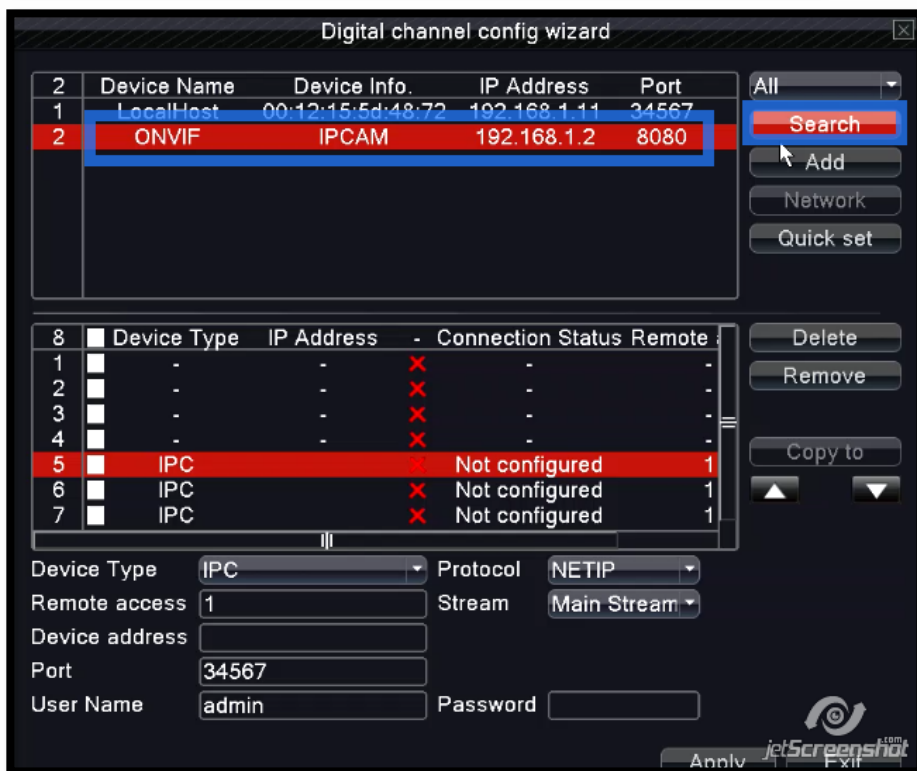 Digital channel config wizard
2 Device Name Device Info. IP Address Port All
1 LocalHost 00:12:15:5d:48:72 192.168.1.11 34567
Search
2 ONVIF IPCAM 192.168.1.2 8080
Add
Network
Quick set
8 Device Type IP Address - Connection Status Remote Delete
1 - - - -
Remove
2 - - - -
3 - - - -
4 - - - -
Copy to
5 IPC Not configured 1
6 IPC Not configured 1
7 IPC Not configured 1
Device Type IPC Protocol NETIP
Remote access 1 Stream Main Stream
Device address
Port 34567
User Name admin Password
jetScreenshot.com
Apply Exit